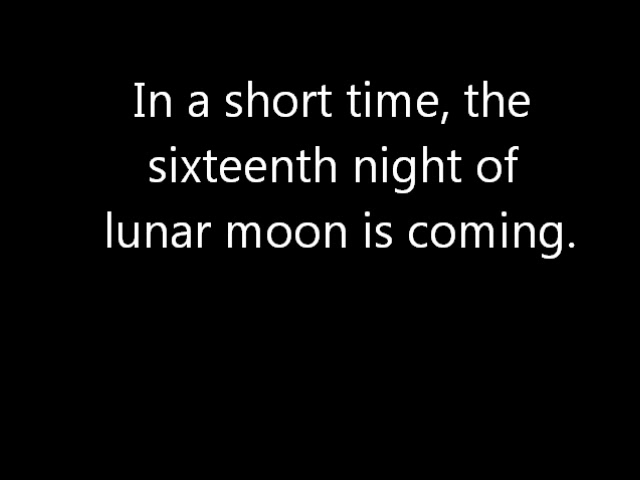 In a short time, the
sixteenth night of
lunar moon is coming.